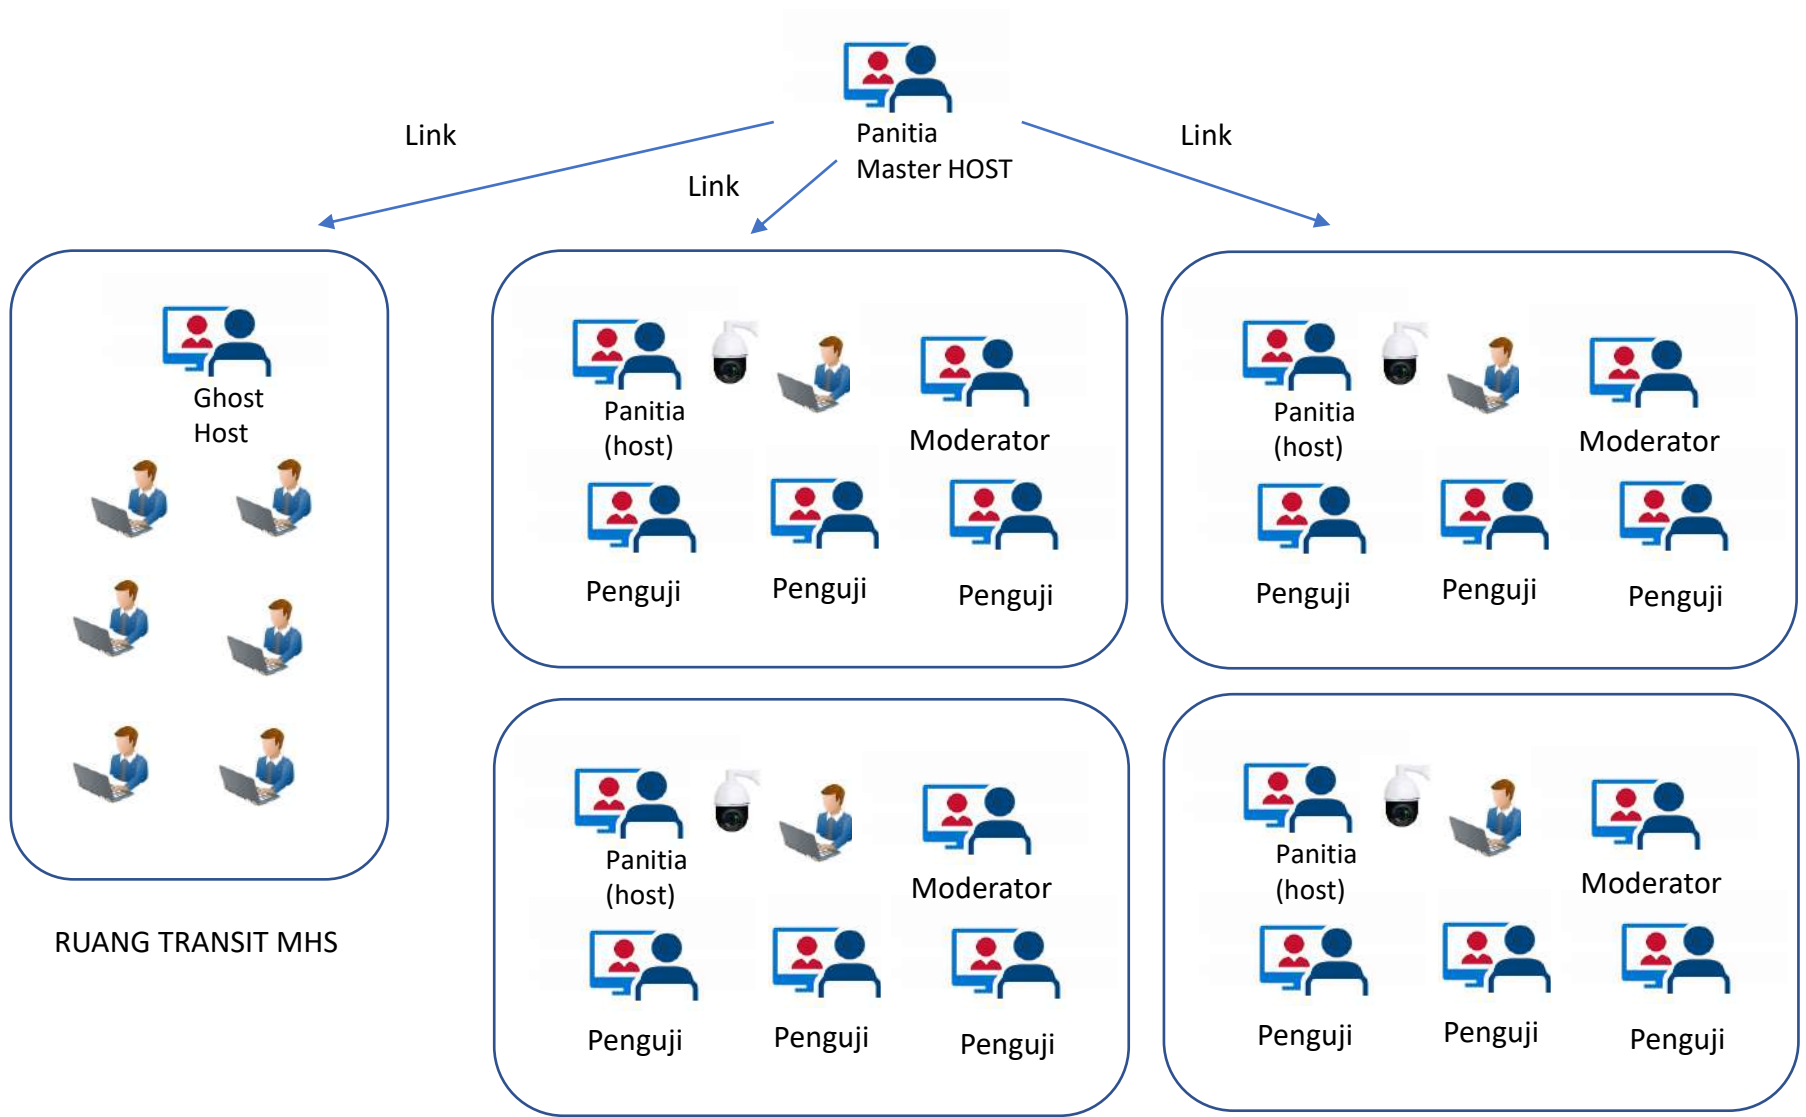 Link
Panitia
Master HOST
Link
Link
Ghost
Host
RUANG TRANSIT MHS
Panitia
(host)
Moderator
Penguji
Penguji
Penguji
Panitia
(host)
Moderator
Penguji
Penguji
Penguji
Panitia
(host)
Moderator
Penguji
Penguji
Penguji
Panitia
(host)
Moderator
Penguji
Penguji
Penguji